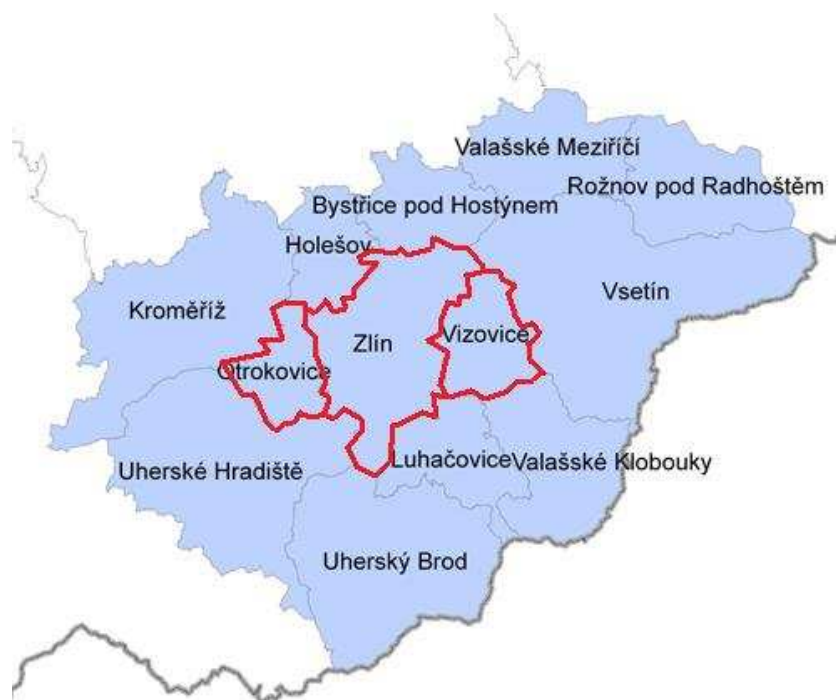 Valašské Meziříčí
Rožnov pod Radhoštěm
Bystřice pod Hostýnem
Holešov
Vsetín
Kroměříž
Zlín
Vizovice
Otrokovice
Luhačovice
Valašské Klobouky
Uherské Hradiště
Uherský Brod